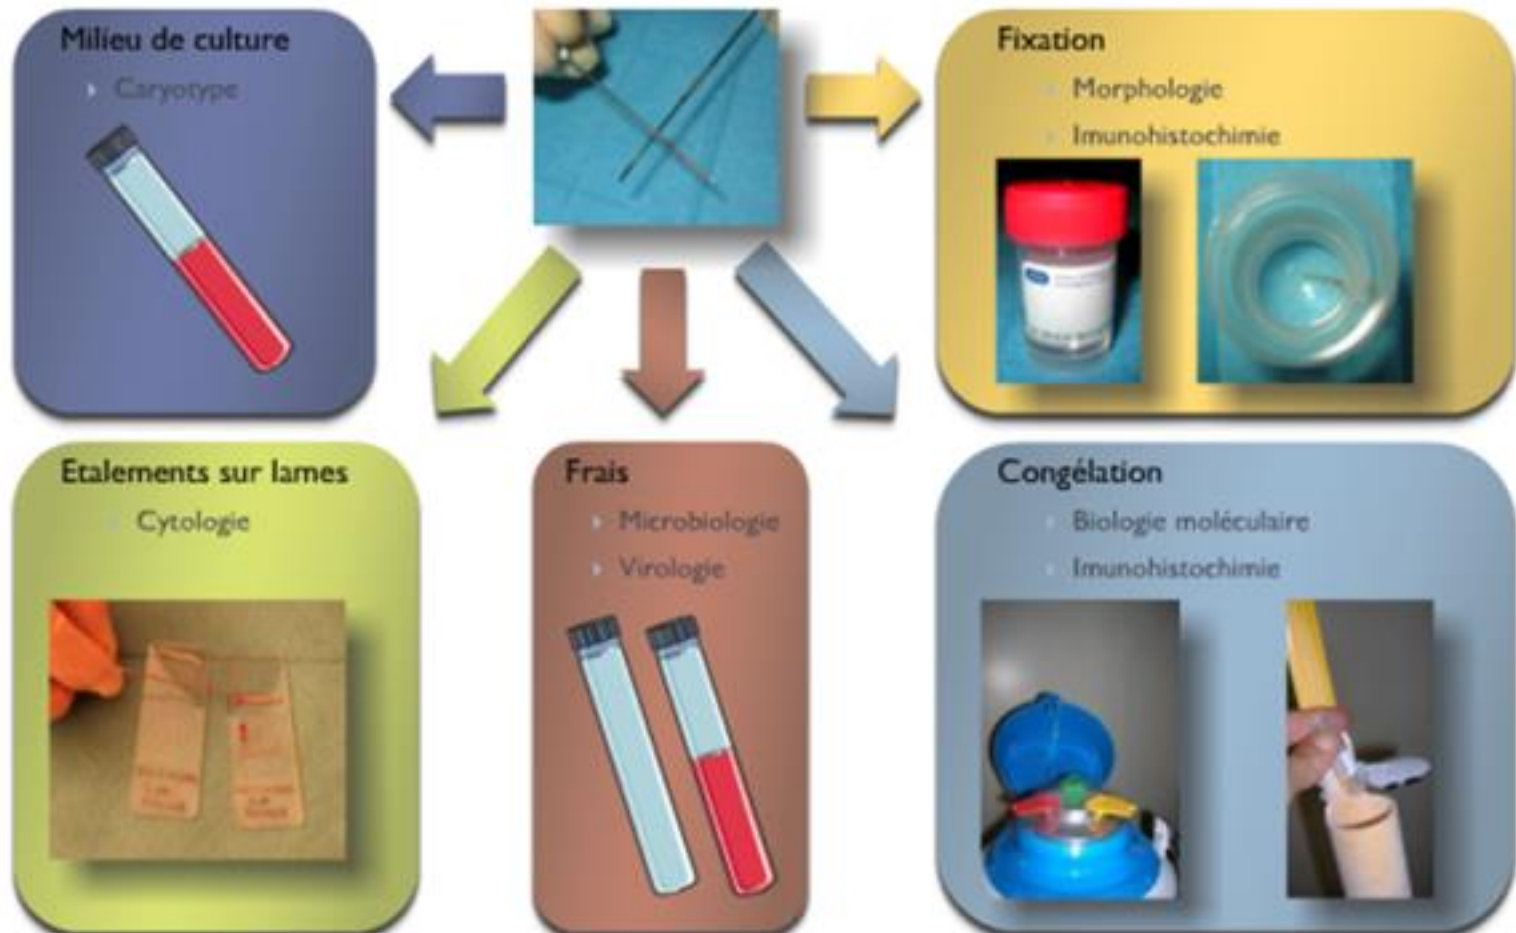 Milieu de culture
Caryotype
Fixation
Morphologie
Imunohistochimie
Etalements sur lames
Cytologie
Frais
Microbiologie
Virologie
Congélation
Biologie moléculaire
Imunohistochimie